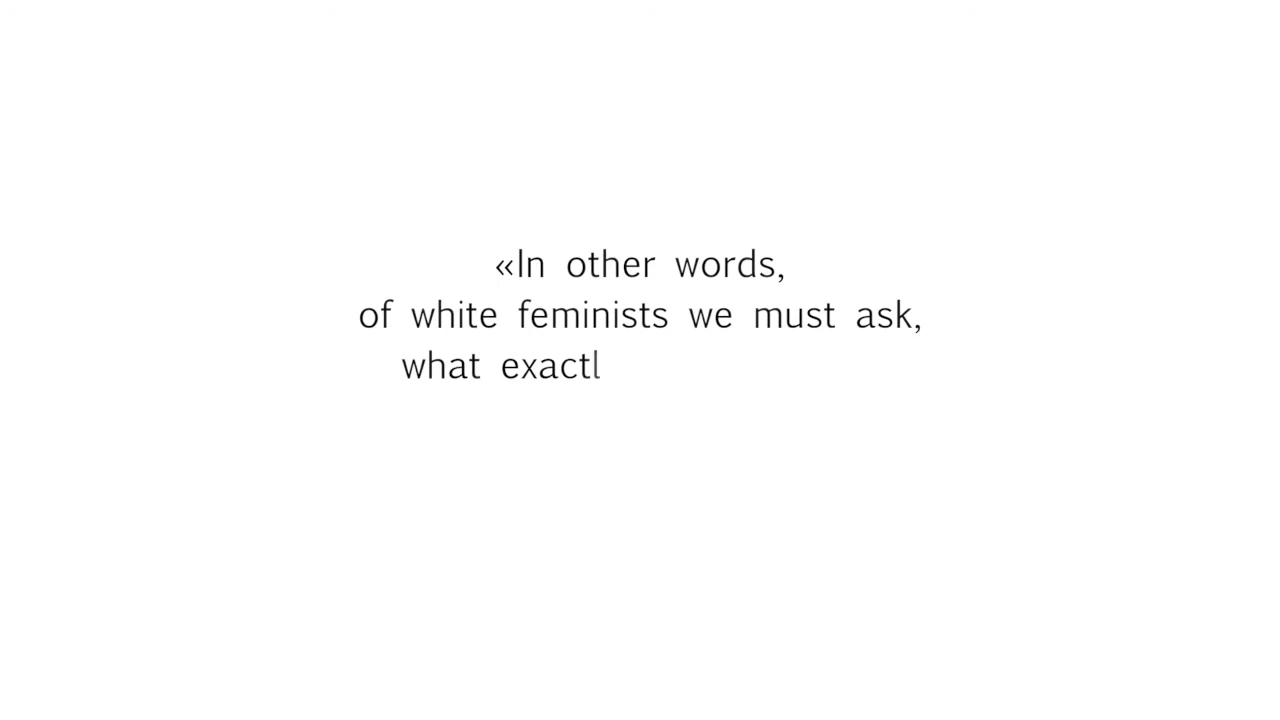 «In other words,
of white feminists we must ask,
what exactl